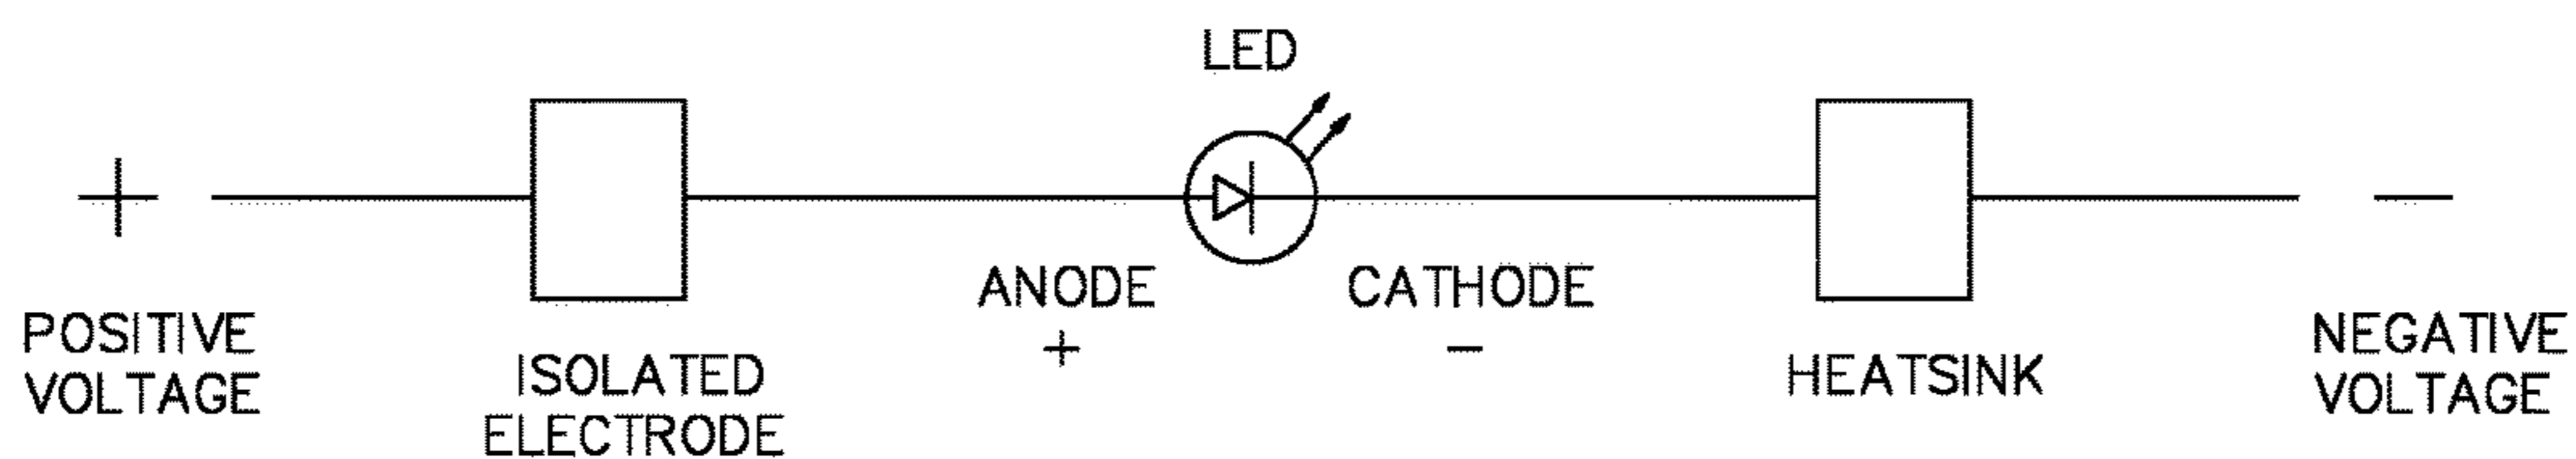 LED
+
−
ANODE
+
CATHODE
−
POSITIVE
VOLTAGE
ISOLATED
ELECTRODE
HEATSINK
NEGATIVE
VOLTAGE